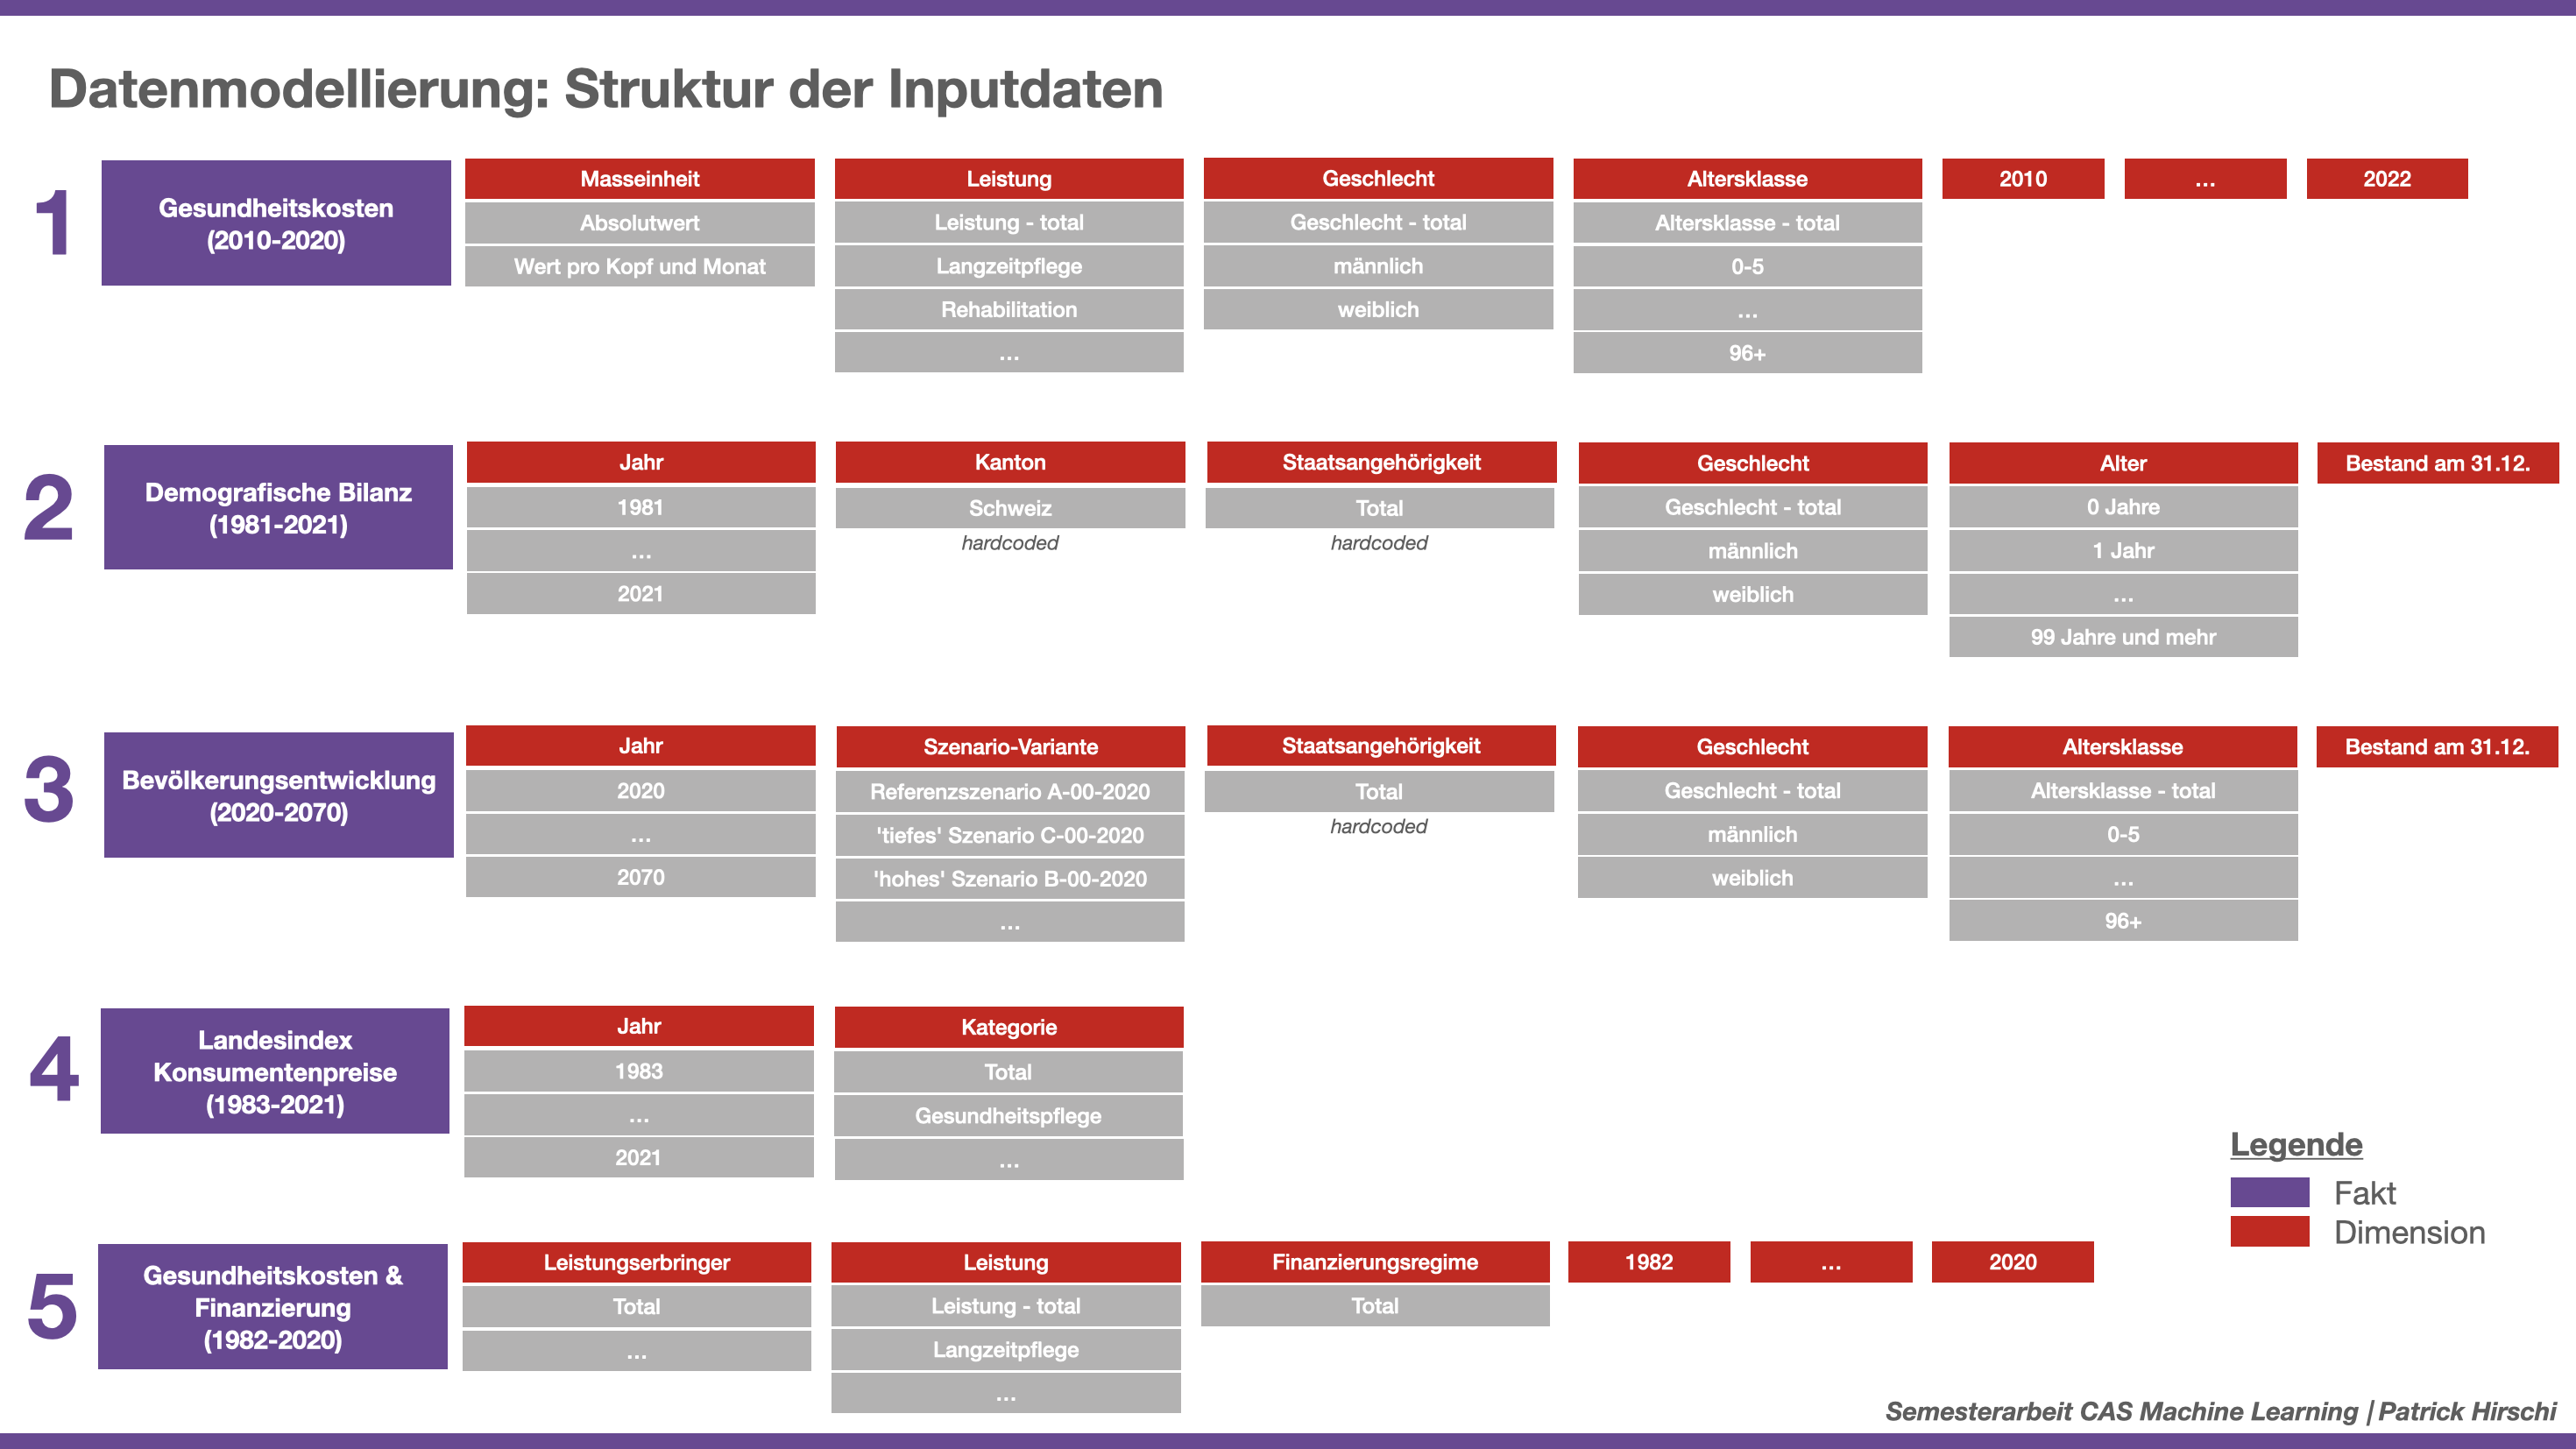 Datenmodellierung: Struktur der Inputdaten
1
Gesundheitskosten
(2010-2020)
Masseinheit
Absolutwert
Wert pro Kopf und Monat
Leistung
Leistung - total
Langzeitpflege
Rehabilitation
...
Geschlecht
Geschlecht - total
männlich
weiblich
Altersklasse
Altersklasse - total
0-5
...
96+
2010
...
2022
2
Demografische Bilanz
(1981-2021)
Jahr
1981
...
2021
Kanton
Schweiz
hardcoded
Staatsangehörigkeit
Total
hardcoded
Geschlecht
Geschlecht - total
männlich
weiblich
Alter
0 Jahre
1 Jahr
...
99 Jahre und mehr
Bestand am 31.12.
3
Bevölkerungsentwicklung
(2020-2070)
Jahr
2020
...
2070
Szenario-Variante
Referenzszenario A-00-2020
'tiefes' Szenario C-00-2020
'hohes' Szenario B-00-2020
...
Staatsangehörigkeit
Total
hardcoded
Geschlecht
Geschlecht - total
männlich
weiblich
Altersklasse
Altersklasse - total
0-5
...
96+
Bestand am 31.12.
4
Landesindex
Konsumentenpreise
(1983-2021)
Jahr
1983
...
2021
Kategorie
Total
Gesundheitspflege
...
5
Gesundheitskosten &
Finanzierung
(1982-2020)
Leistungserbringer
Total
...
Leistung
Leistung - total
Langzeitpflege
...
Finanzierungsregime
Total
1982
...
2020
Legende
Fakt
Dimension
Semesterarbeit CAS Machine Learning | Patrick Hirschi